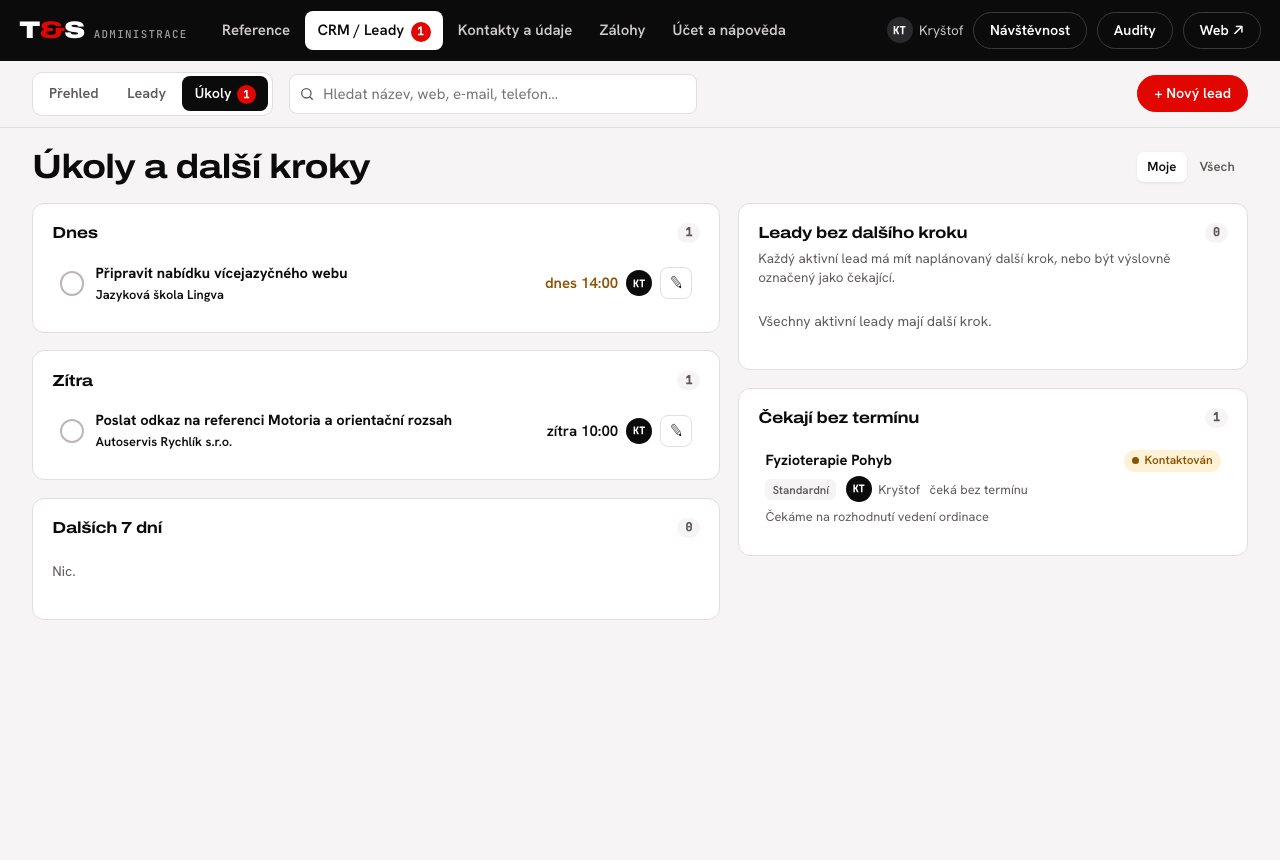 T&S ADMINISTRACE Reference CRM / Leady 1 Kontakty a údaje Zálohy Účet a nápověda KT Kryštof Návštěvnost Audity Web ↗
Přehled Leady Úkoly 1 Hledat název, web, e-mail, telefon... + Nový lead
Úkoly a další kroky Moje Všech
Dnes 1
Připravit nabídku vícejazyčného webu
Jazyková škola Lingva
dnes 14:00 KT
Zítra 1
Poslat odkaz na referenci Motoria a orientační rozsah
Autoservis Rychlík s.r.o.
zítra 10:00 KT
Dalších 7 dní 0
Nic.
Leady bez dalšího kroku 0
Každý aktivní lead má mít naplánovaný další krok, nebo být výslovně
označený jako čekající.
Všechny aktivní leady mají další krok.
Čekají bez termínu 1
Fyzioterapie Pohyb Kontaktován
Standardní KT Kryštof čeká bez termínu
Čekáme na rozhodnutí vedení ordinace